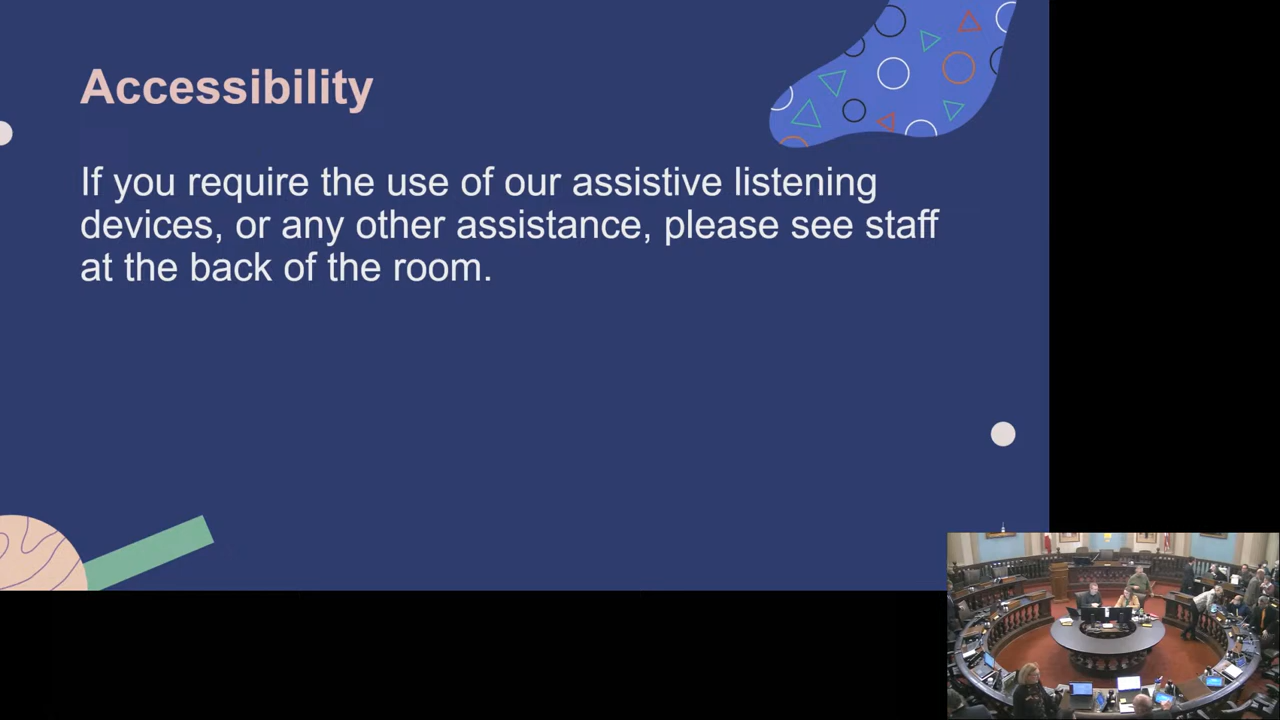 Accessibility
If you require the use of our assistive listening
devices, or any other assistance, please see staff
at the back of the room.